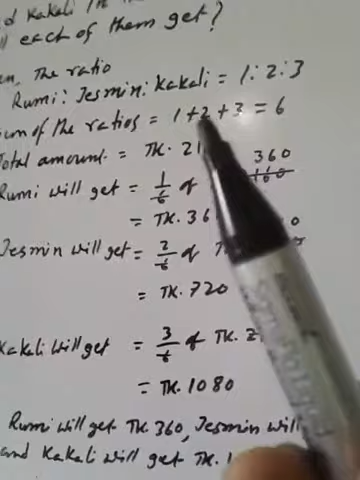 Kakali
each of them get?
The ratio
Rumi: Jesmin: Kakali = 1:2:3
of the ratios = 1+2+3 = 6
Total amount = TK. 21
Rumi will get = 1/6 of 360
= TK. 36
Jesmin will get = 2/6 of
= TK. 720
Kakali will get = 3/6 of TK. 2
= TK. 1080
Rumi will get TK 360, Jesmin will
and Kakali will get TK. 1